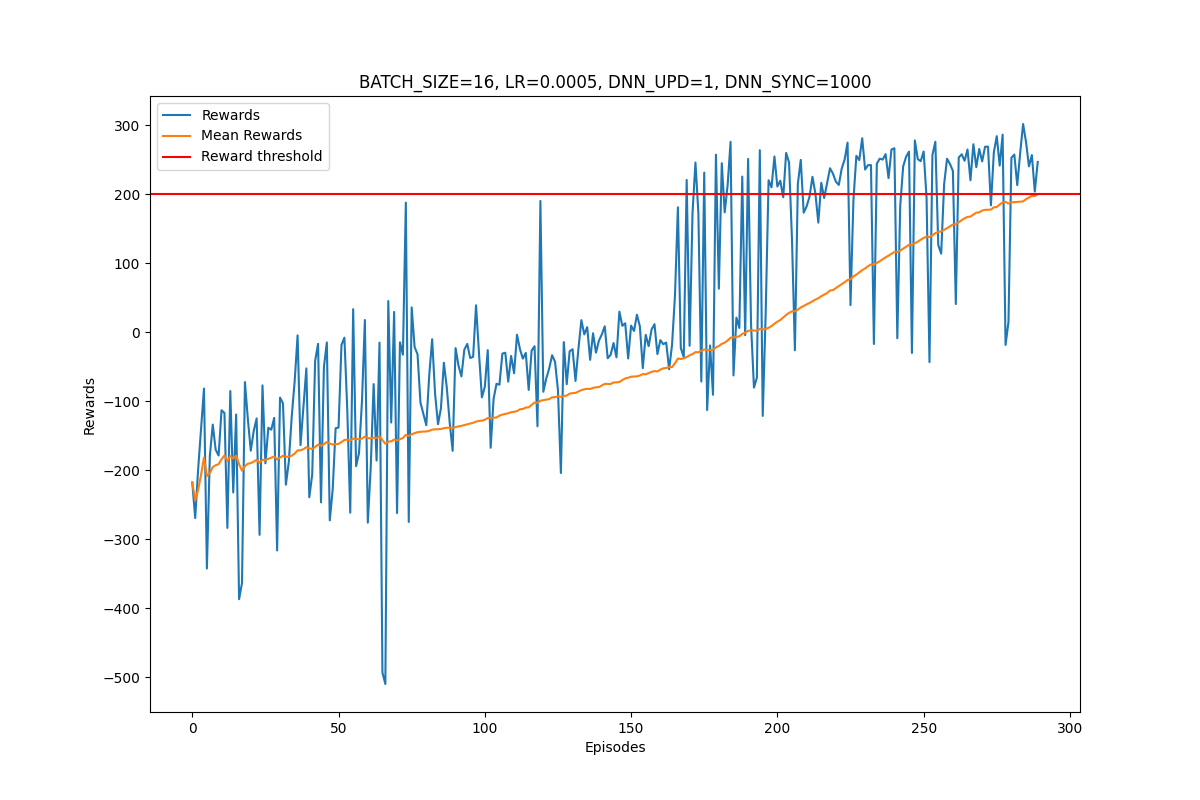 BATCH_SIZE=16, LR=0.0005, DNN_UPD=1, DNN_SYNC=1000
Rewards
Mean Rewards
Reward threshold
300
200
100
0
−100
−200
−300
−400
−500
Rewards
0
50
100
150
200
250
300
Episodes